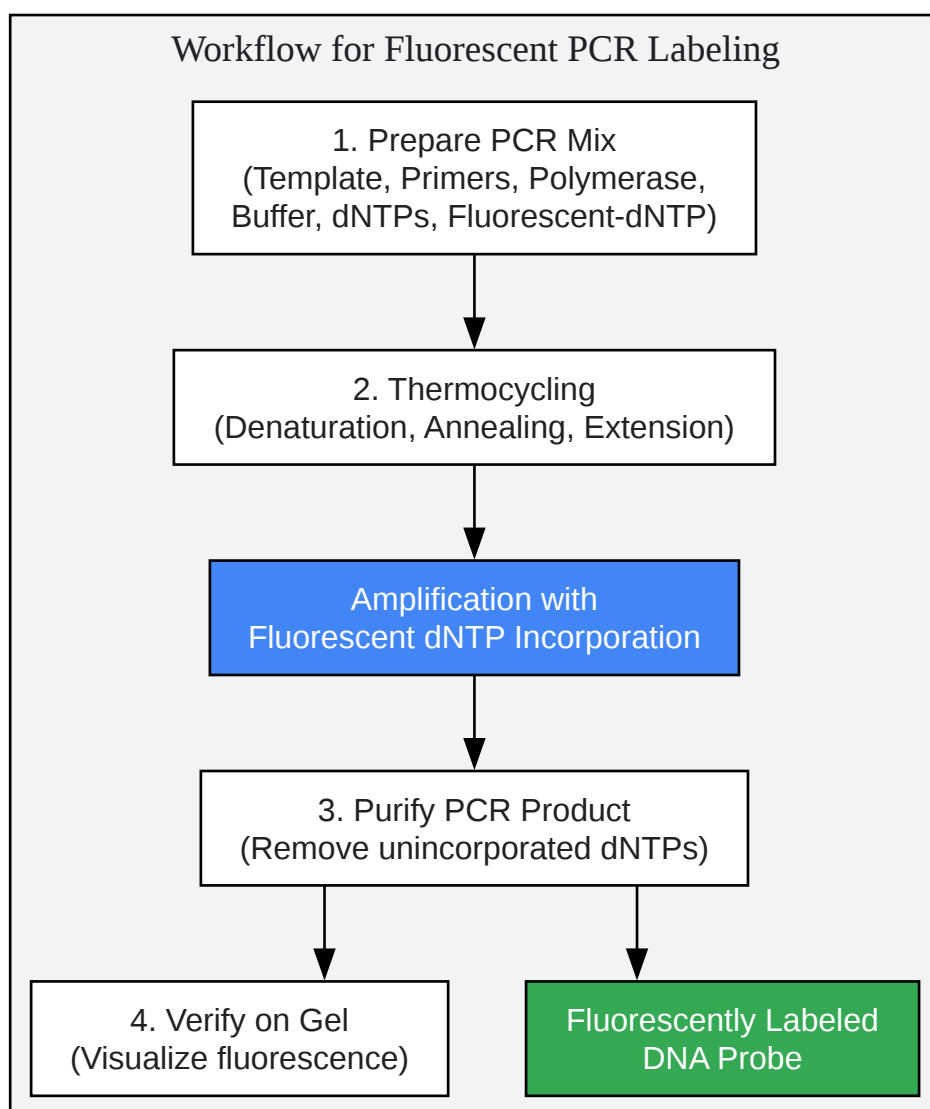 Workflow for Fluorescent PCR Labeling
1. Prepare PCR Mix
(Template, Primers, Polymerase,
Buffer, dNTPs, Fluorescent-dNTP)
2. Thermocycling
(Denaturation, Annealing, Extension)
Amplification with
Fluorescent dNTP Incorporation
3. Purify PCR Product
(Remove unincorporated dNTPs)
4. Verify on Gel
(Visualize fluorescence)
Fluorescently Labeled
DNA Probe